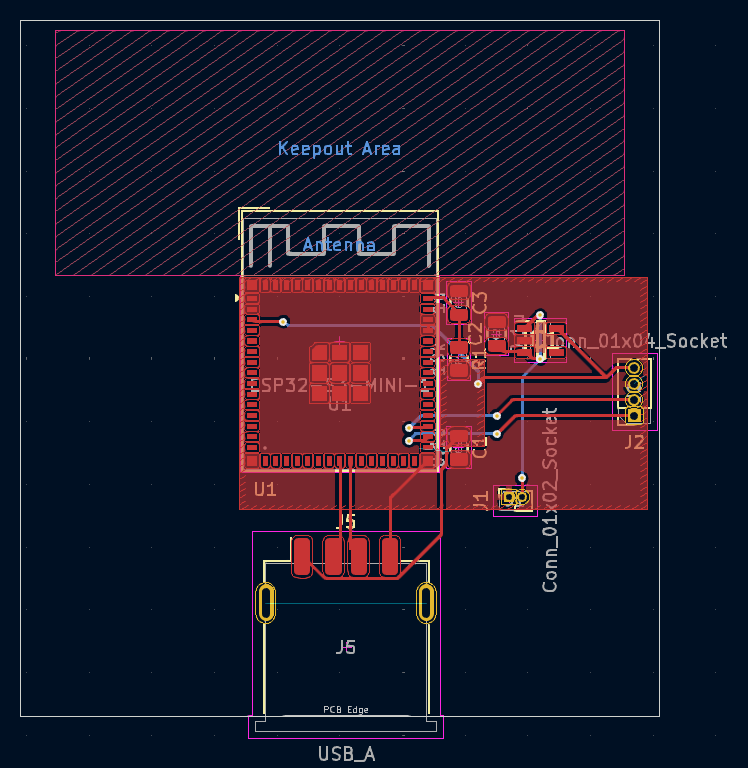 Keepout Area
Antenna
C3
C2
R1
Conn_01x04_Socket
ESP32-S3-MINI-1
U1
J2
C1
U1
J1
Conn_01x02_Socket
J5
J6
PCB Edge
USB_A